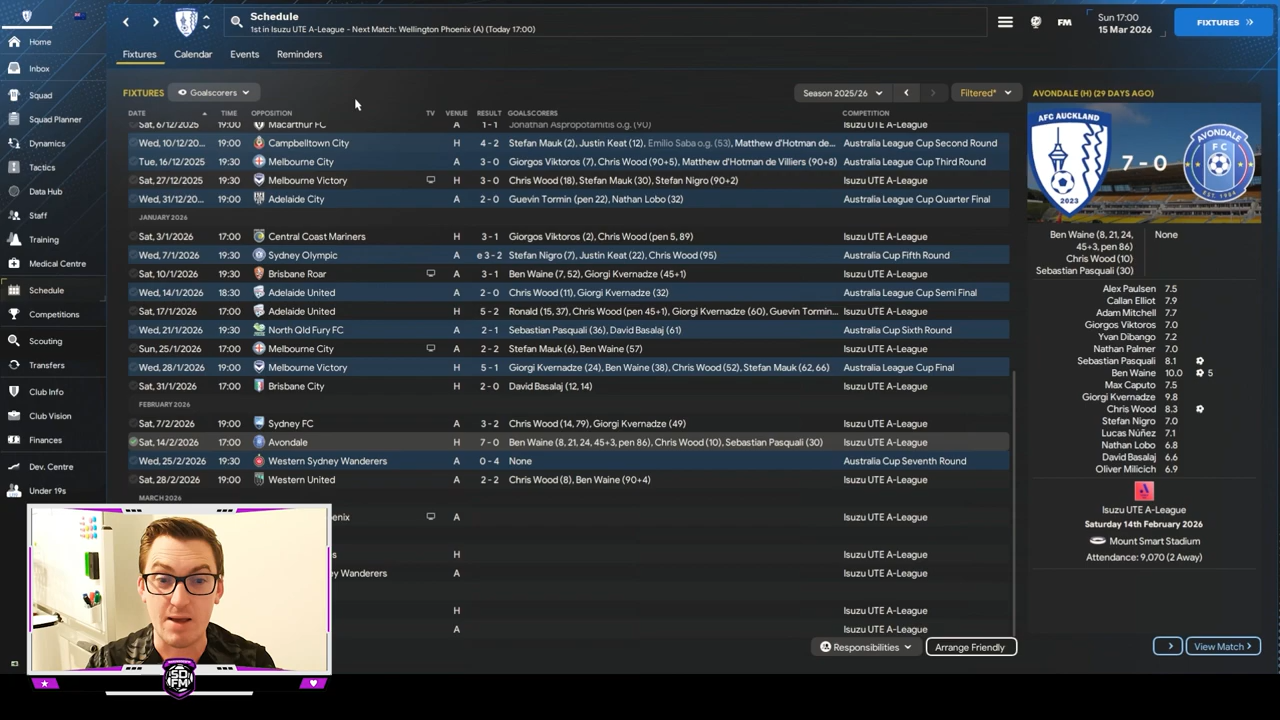 Schedule
1st in Isuzu UTE A-League - Next Match: Wellington Phoenix (A) (Today 17:00)
FM
Sun 17:00
15 Mar 2026
FIXTURES
Home
Inbox
Squad
Squad Planner
Dynamics
Tactics
Data Hub
Staff
Training
Medical Centre
Schedule
Competitions
Scouting
Transfers
Club Info
Club Vision
Finances
Dev. Centre
Under 19s
Fixtures Calendar Events Reminders
FIXTURES Goalscorers Season 2025/26 Filtered*
DATE TIME OPPOSITION TV VENUE RESULT GOALSCORERS COMPETITION
Sat, 6/12/2025 19:00 Macarthur FC A 1 - 1 Jonathan Aspropotamitis o.g. (90) Isuzu UTE A-League
Wed, 10/12/20... 19:00 Campbelltown City H 4 - 2 Stefan Mauk (2), Justin Keat (12), Emilio Saba o.g. (53), Matthew d'Hotman de... Australia League Cup Second Round
Tue, 16/12/2025 19:30 Melbourne City A 3 - 0 Giorgos Viktoros (7), Chris Wood (90+5), Matthew d'Hotman de Villiers (90+8) Australia League Cup Third Round
Sat, 27/12/2025 19:30 Melbourne Victory H 3 - 0 Chris Wood (18), Stefan Mauk (30), Stefan Nigro (90+2) Isuzu UTE A-League
Wed, 31/12/20... 19:00 Adelaide City A 2 - 0 Guevin Tormin (pen 22), Nathan Lobo (32) Australia League Cup Quarter Final
JANUARY 2026
Sat, 3/1/2026 17:00 Central Coast Mariners H 3 - 1 Giorgos Viktoros (2), Chris Wood (pen 5, 89) Isuzu UTE A-League
Wed, 7/1/2026 19:30 Sydney Olympic A e 3 - 2 Stefan Nigro (7), Justin Keat (22), Chris Wood (95) Australia Cup Fifth Round
Sat, 10/1/2026 19:30 Brisbane Roar A 3 - 1 Ben Waine (7, 52), Giorgi Kvernadze (45+1) Isuzu UTE A-League
Wed, 14/1/2026 18:30 Adelaide United A 2 - 0 Chris Wood (11), Giorgi Kvernadze (32) Australia League Cup Semi Final
Sat, 17/1/2026 17:00 Adelaide United H 5 - 2 Ronald (15, 37), Chris Wood (pen 45+1), Giorgi Kvernadze (60), Guevin Tormin... Isuzu UTE A-League
Wed, 21/1/2026 19:30 North Qld Fury FC A 2 - 1 Sebastian Pasquali (36), David Basalaj (61) Australia Cup Sixth Round
Sun, 25/1/2026 17:00 Melbourne City A 2 - 2 Stefan Mauk (6), Ben Waine (57) Isuzu UTE A-League
Wed, 28/1/2026 19:00 Melbourne Victory H 5 - 1 Giorgi Kvernadze (24), Ben Waine (38), Chris Wood (52), Stefan Mauk (62, 66) Australia League Cup Final
Sat, 31/1/2026 17:00 Brisbane City H 2 - 0 David Basalaj (12, 14) Isuzu UTE A-League
FEBRUARY 2026
Sat, 7/2/2026 19:00 Sydney FC A 3 - 2 Chris Wood (14, 79), Giorgi Kvernadze (49) Isuzu UTE A-League
Sat, 14/2/2026 17:00 Avondale H 7 - 0 Ben Waine (8, 21, 24, 45+3, pen 86), Chris Wood (10), Sebastian Pasquali (30) Isuzu UTE A-League
Wed, 25/2/2026 19:30 Western Sydney Wanderers A 0 - 4 None Australia Cup Seventh Round
Sat, 28/2/2026 19:00 Western United A 2 - 2 Chris Wood (8), Ben Waine (90+4) Isuzu UTE A-League
MARCH 2026
enix A Isuzu UTE A-League
s H Isuzu UTE A-League
ey Wanderers A Isuzu UTE A-League
H Isuzu UTE A-League
A Isuzu UTE A-League
Responsibilities Arrange Friendly
AVONDALE (H) (29 DAYS AGO)
AFC AUCKLAND
2023
7 - 0
AVONDALE
FC
EST. 1984
Ben Waine (8, 21, 24,
45+3, pen 86)
Chris Wood (10)
Sebastian Pasquali (30)
None
Alex Paulsen 7.5
Callan Elliot 7.9
Adam Mitchell 7.7
Giorgos Viktoros 7.0
Yvan Dibango 7.2
Nathan Palmer 7.0
Sebastian Pasquali 8.1
Ben Waine 10.0 5
Max Caputo 7.5
Giorgi Kvernadze 9.8
Chris Wood 8.3
Stefan Nigro 7.0
Lucas Núñez 7.1
Nathan Lobo 6.8
David Basalaj 6.6
Oliver Milicich 6.9
Isuzu UTE A-League
Saturday 14th February 2026
Mount Smart Stadium
Attendance: 9,070 (2 Away)
View Match
SDFM